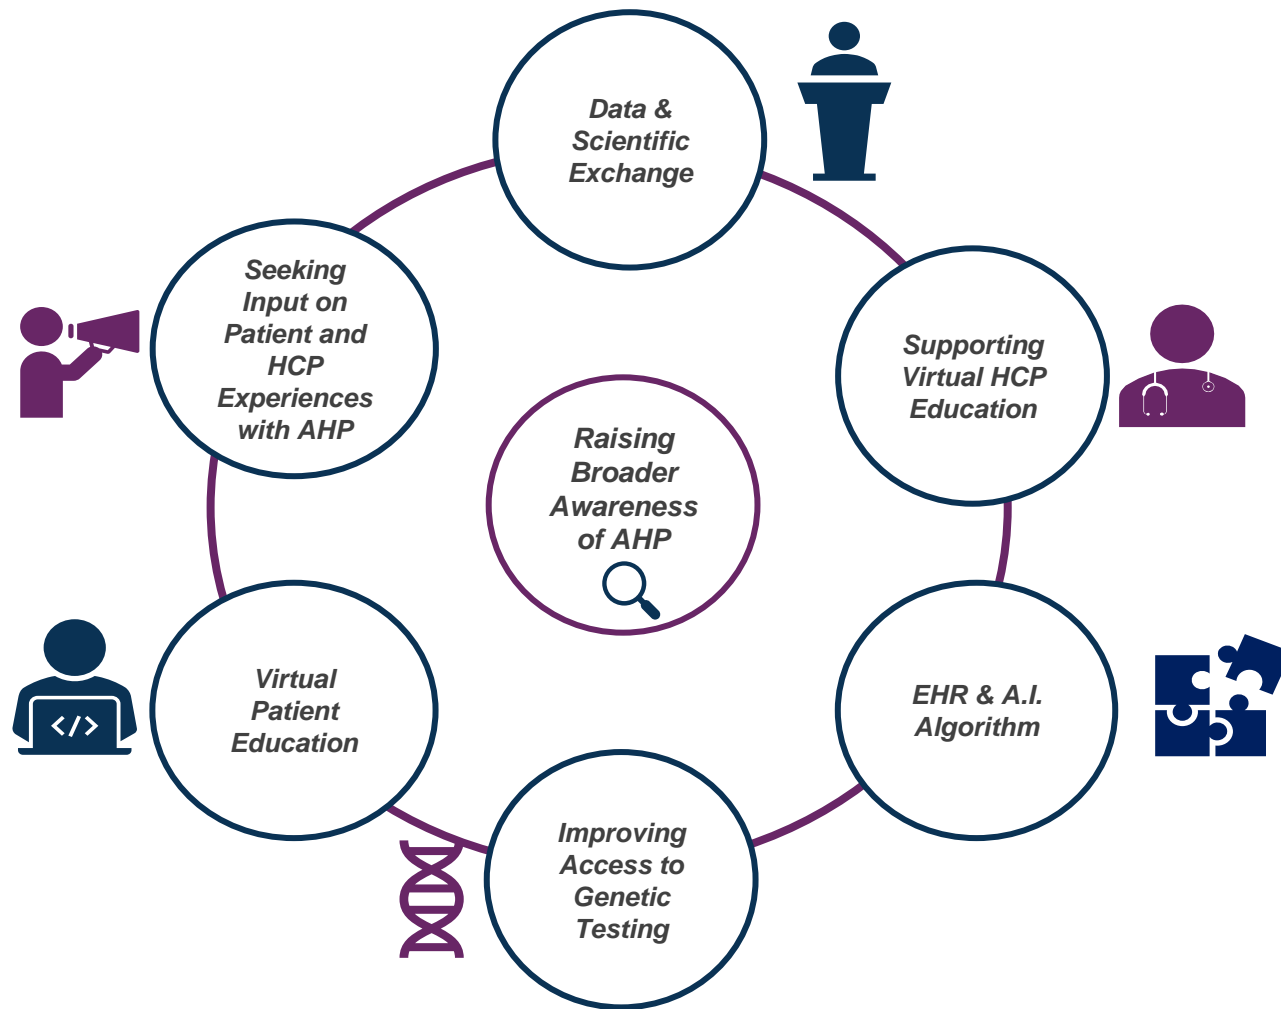 Data &
Scientific
Exchange
Supporting
Virtual HCP
Education
EHR & A.I.
Algorithm
Improving
Access to
Genetic
Testing
Virtual
Patient
Education
</>
Seeking
Input on
Patient and
HCP
Experiences
with AHP
Raising
Broader
Awareness
of AHP